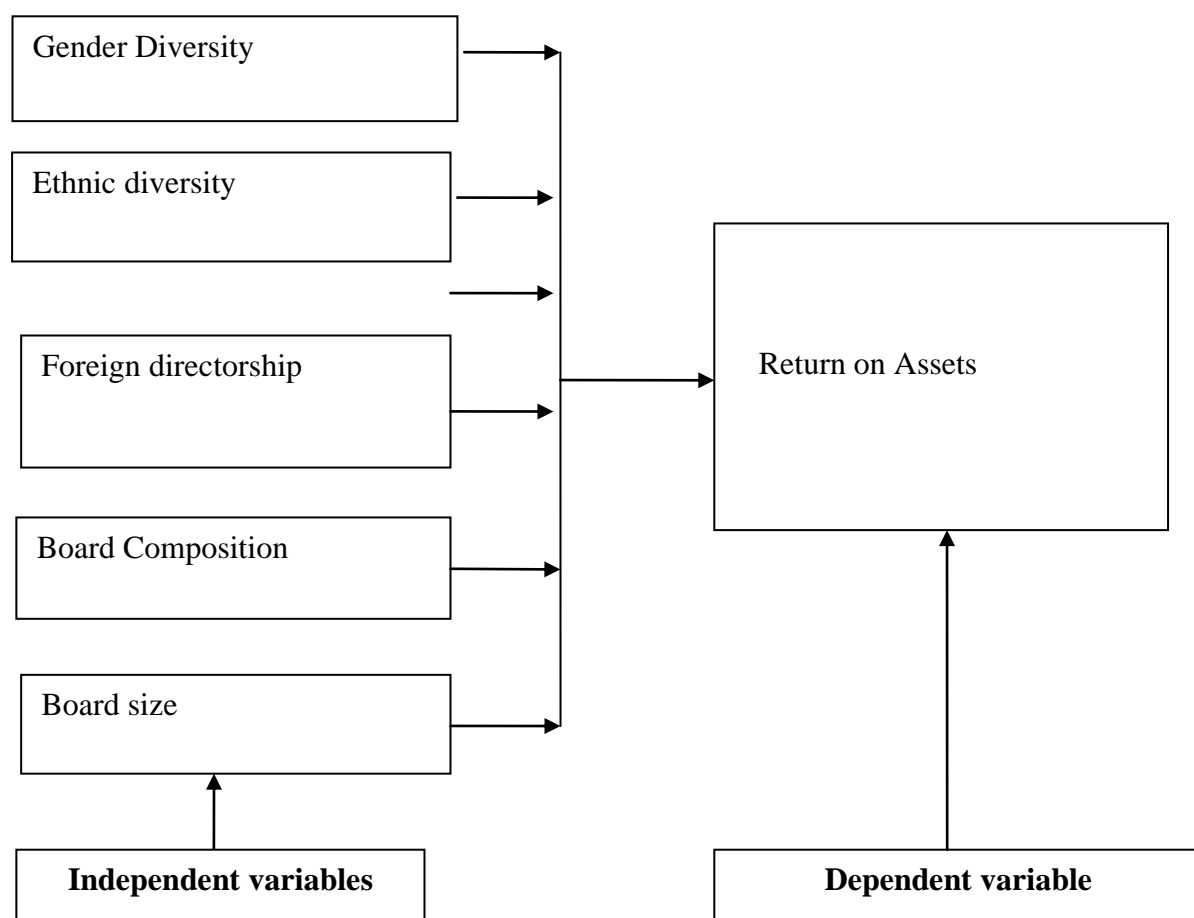 Gender Diversity
Ethnic diversity
Foreign directorship
Return on Assets
Board Composition
Board size
Independent variables
Dependent variable